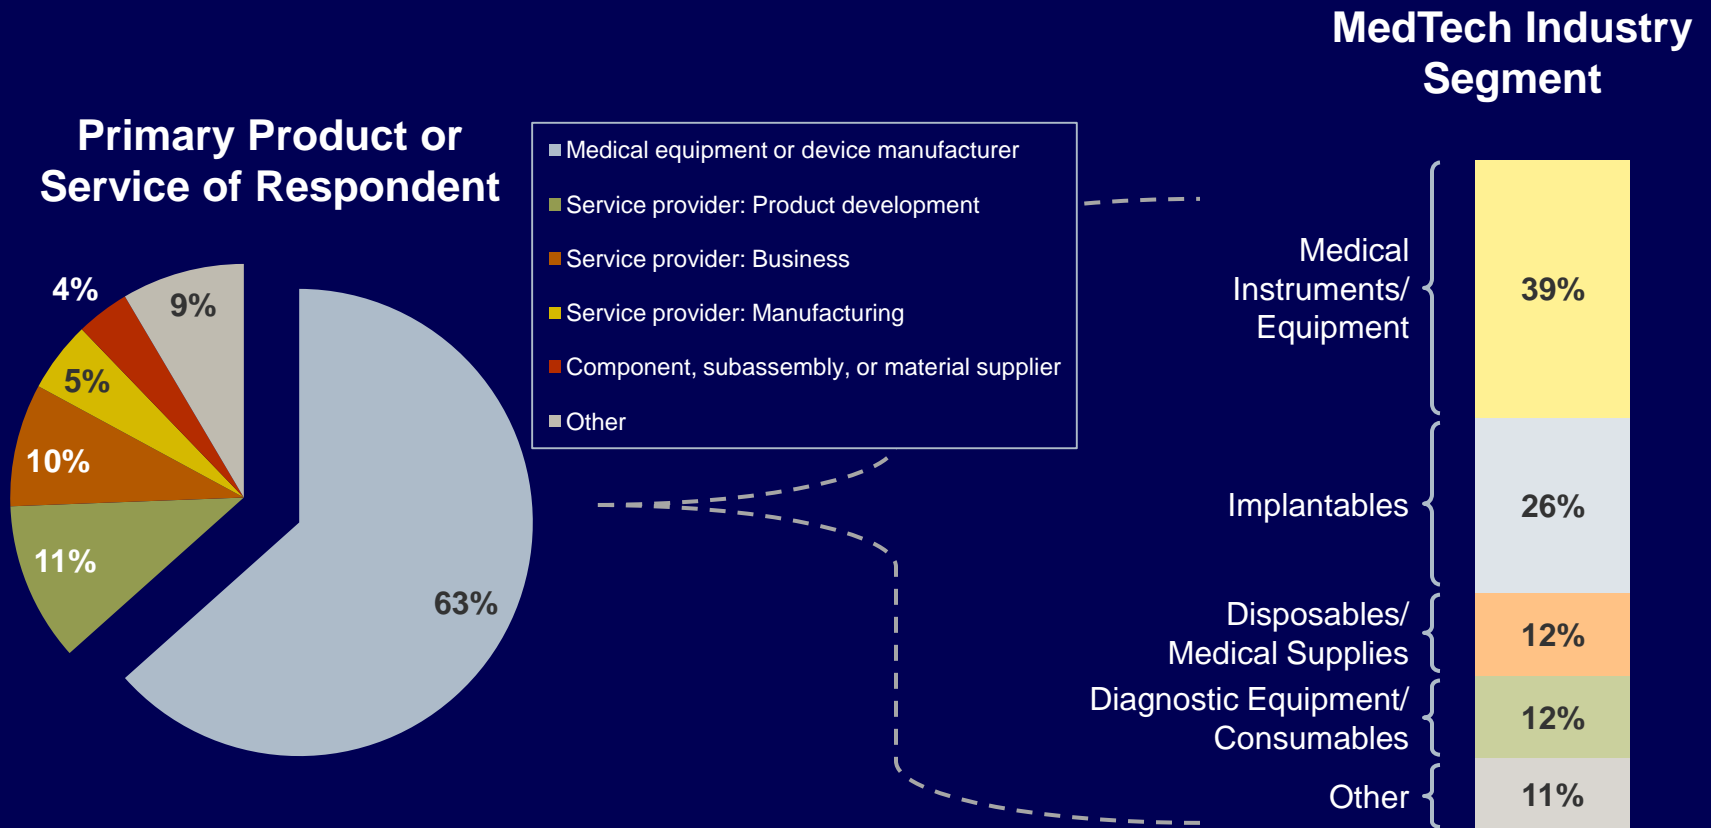 MedTech Industry
Segment
Primary Product or
Service of Respondent
Medical equipment or device manufacturer
Service provider: Product development
Service provider: Business
Service provider: Manufacturing
Component, subassembly, or material supplier
Other
4%
9%
5%
10%
11%
63%
Medical
Instruments/
Equipment
39%
Implantables
26%
Disposables/
Medical Supplies
12%
Diagnostic Equipment/
Consumables
12%
Other
11%